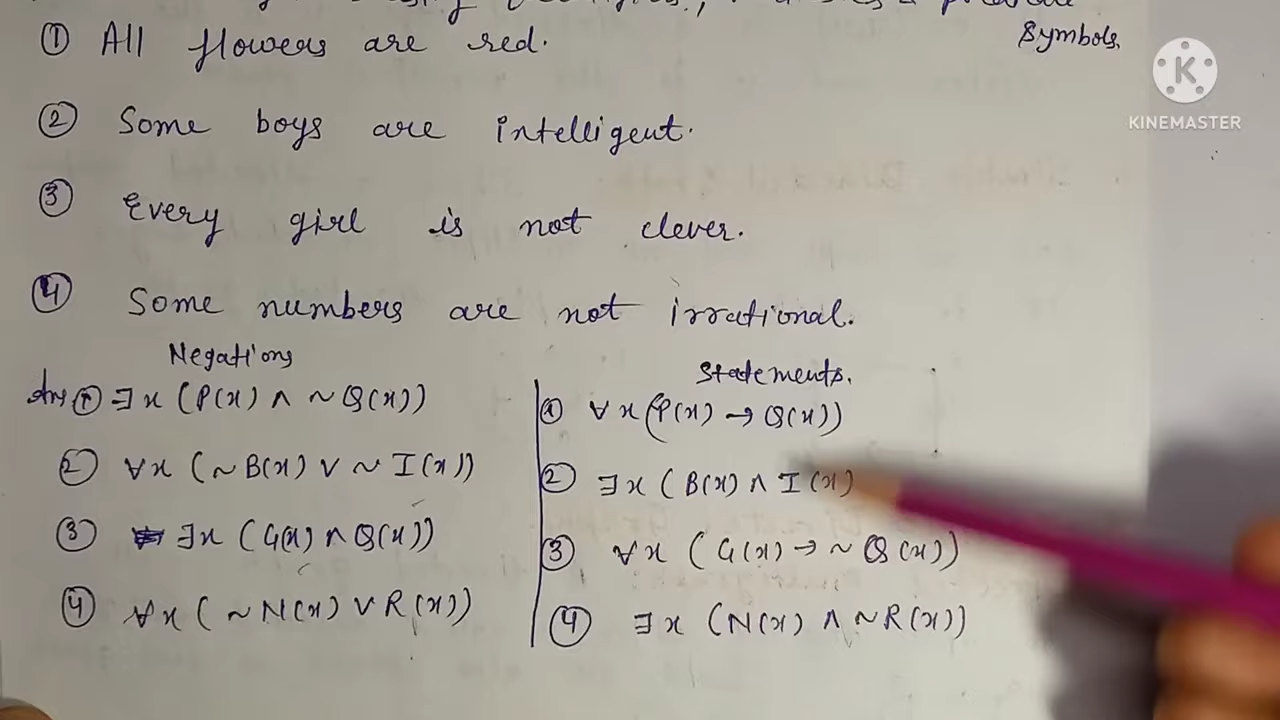 ① All flowers are red.
Symbols.
② Some boys are intelligent.
③ Every girl is not clever.
④ Some numbers are not irrational.
Negations
Ans ① ∃x (P(x) ∧ ~Q(x))
② ∀x (~B(x) ∨ ~I(x))
③ ∃x (G(x) ∧ Q(x))
④ ∀x (~N(x) ∨ R(x))
Statements.
① ∀x (P(x) → Q(x))
② ∃x (B(x) ∧ I(x)
③ ∀x (G(x) → ~Q(x))
④ ∃x (N(x) ∧ ~R(x))
K
KINEMASTER